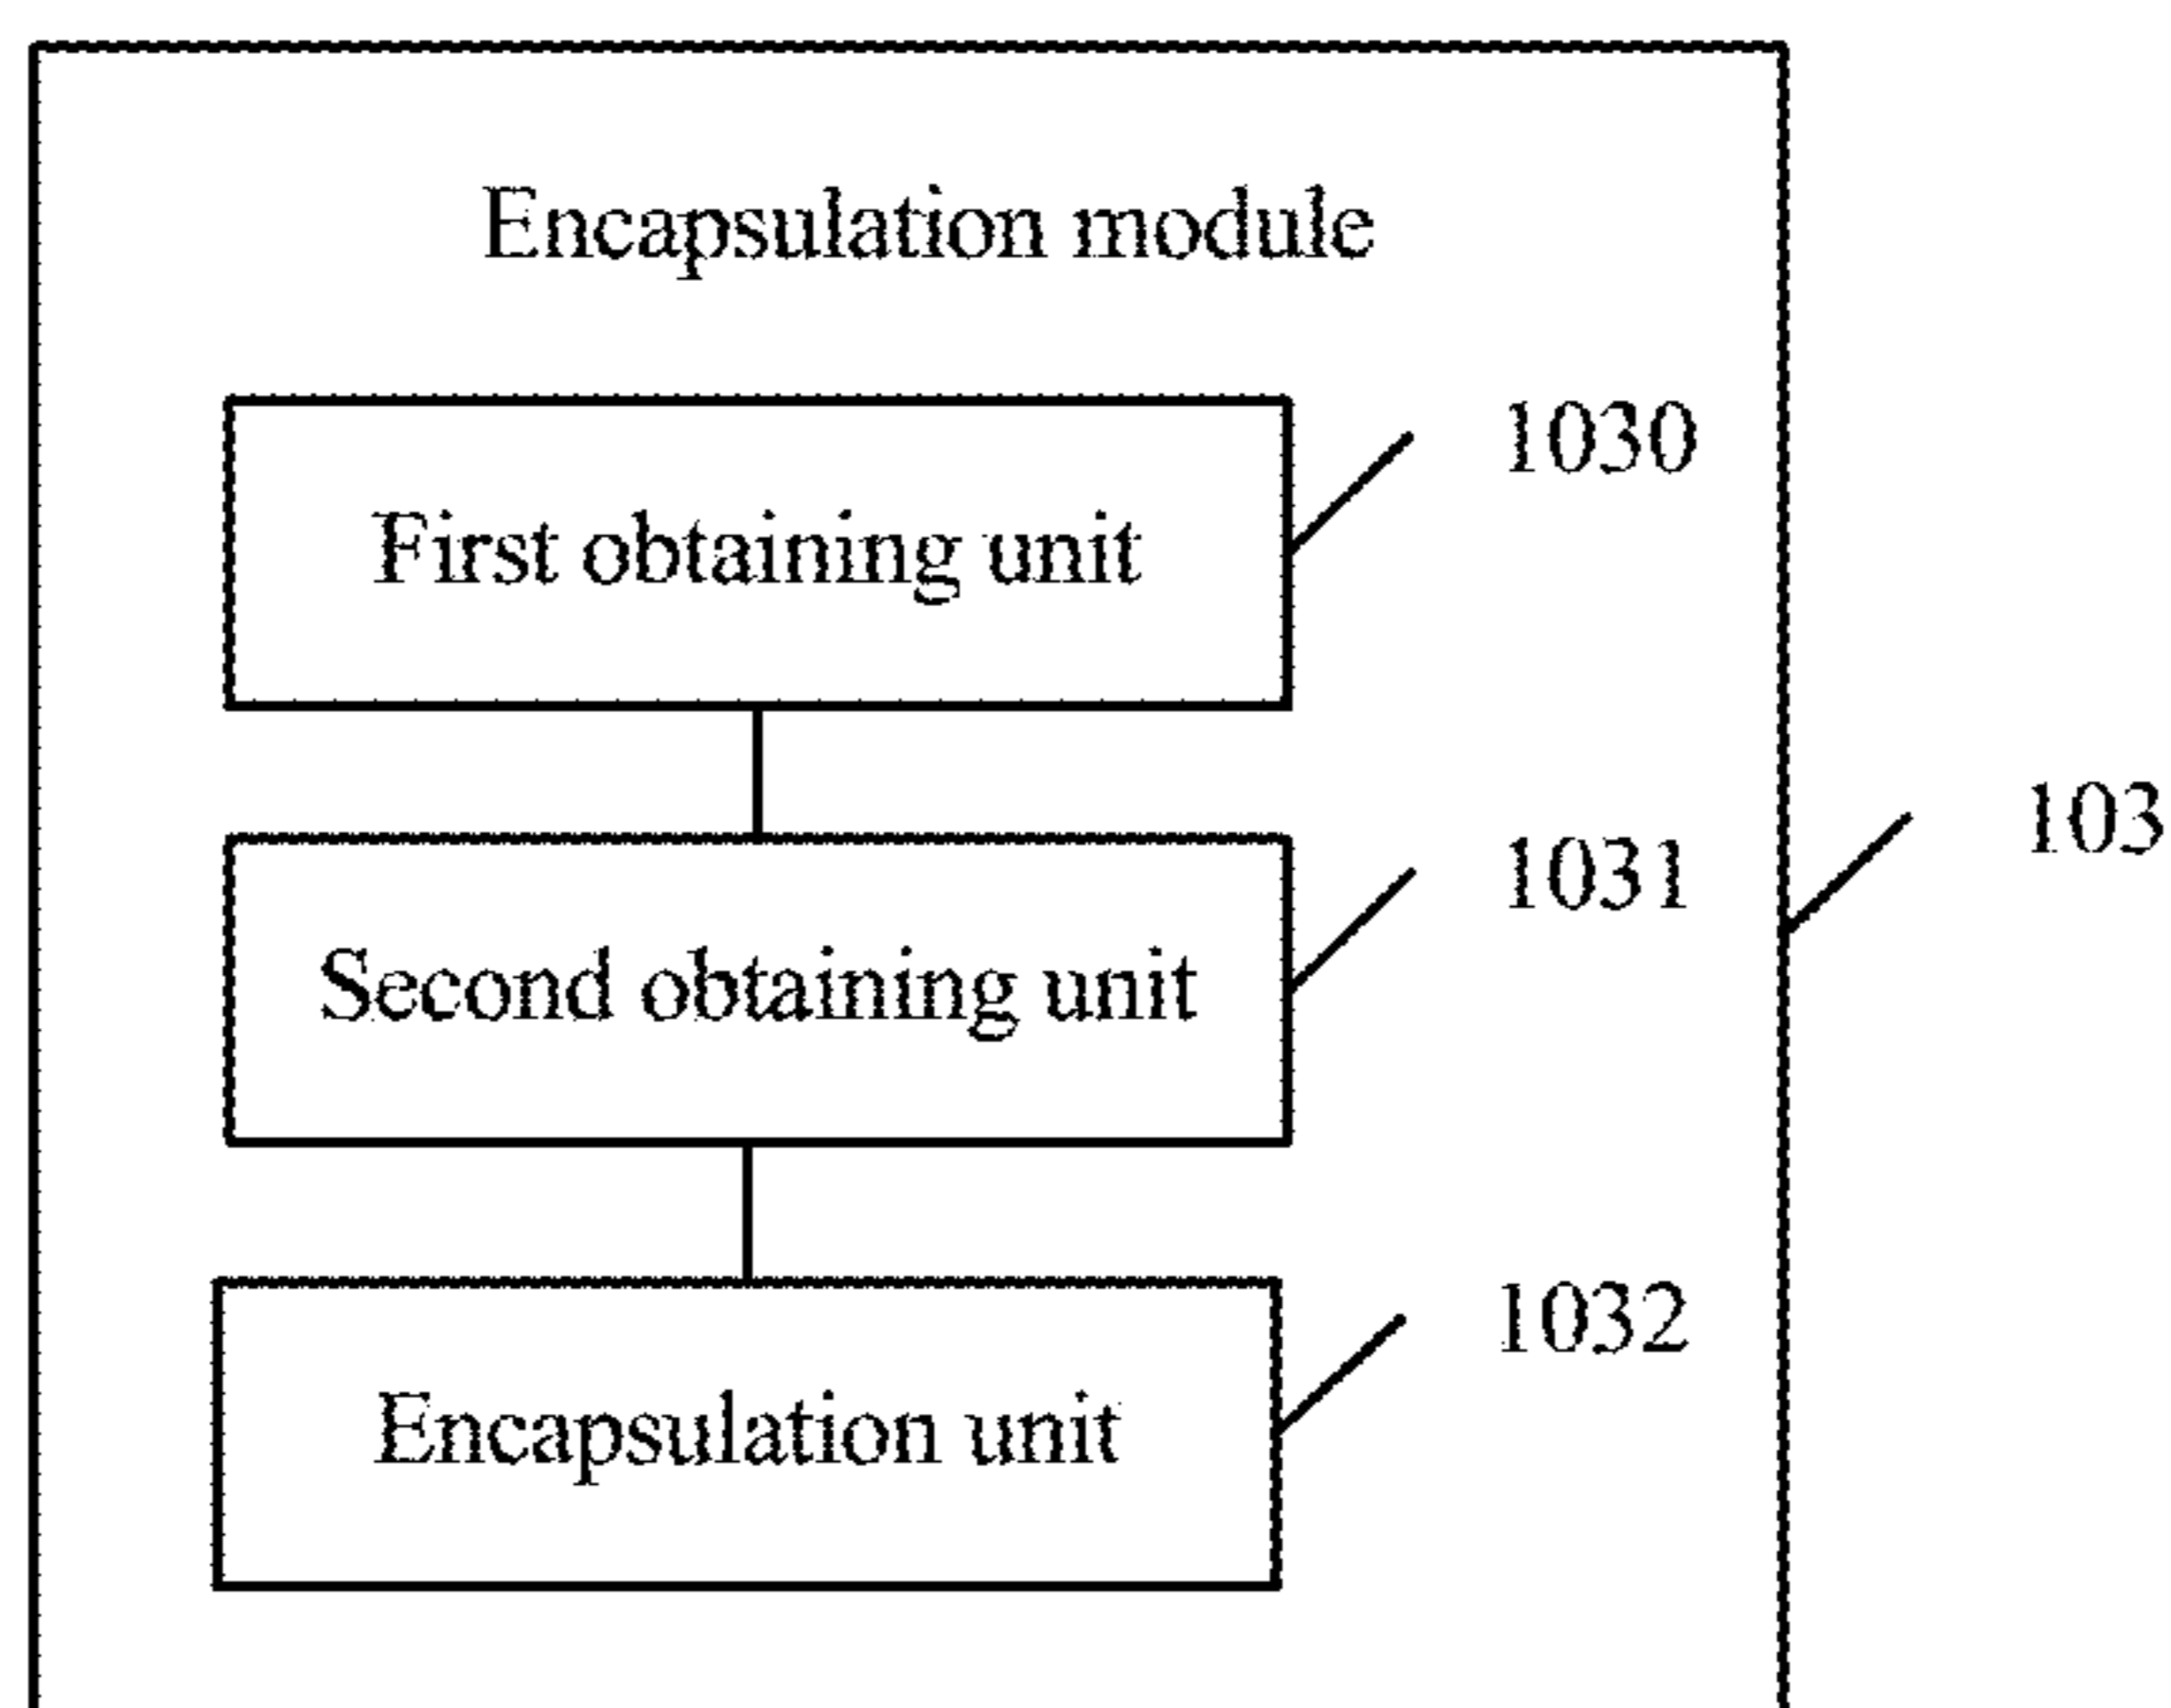 Encapsulation module
1030
First obtaining unit
103
1031
Second obtaining unit
1032
Encapsulation unit